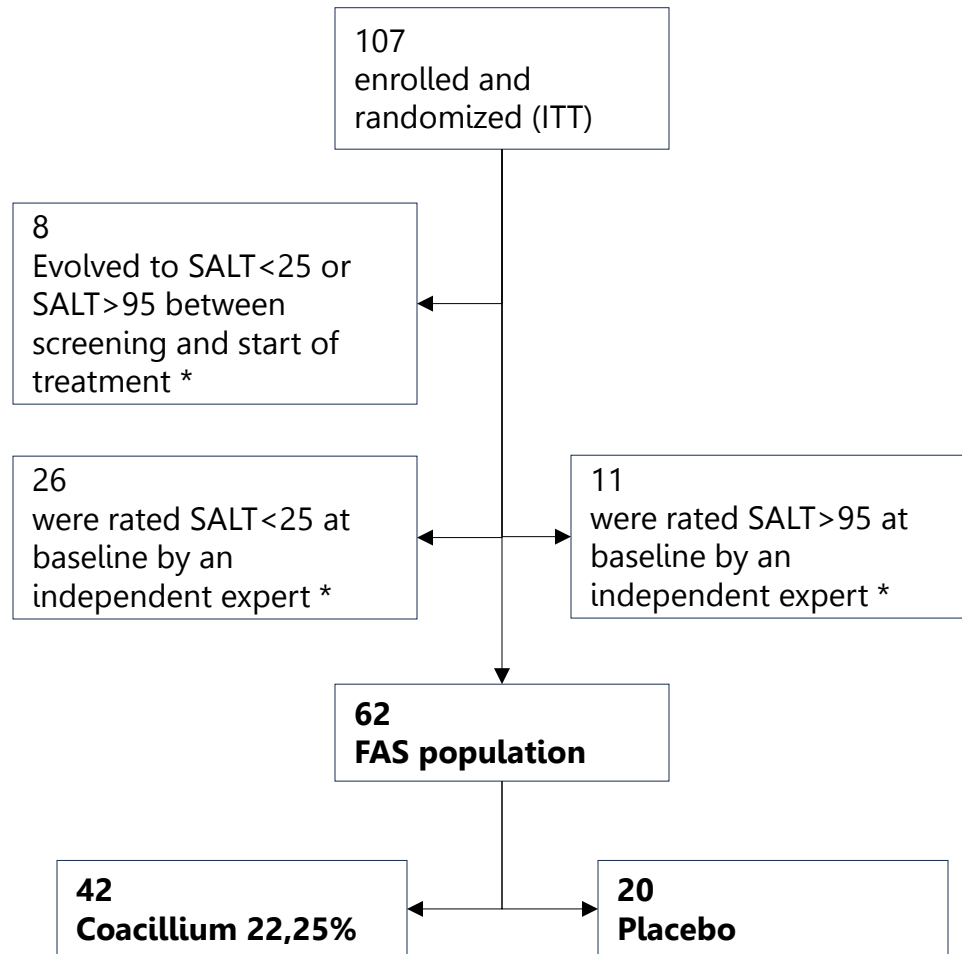 107
enrolled and
randomized (ITT)
8
Evolved to SALT<25 or
SALT>95 between
screening and start of
treatment *
26
were rated SALT<25 at
baseline by an
independent expert *
11
were rated SALT>95 at
baseline by an
independent expert *
62
FAS population
42
Coacillium 22,25%
20
Placebo